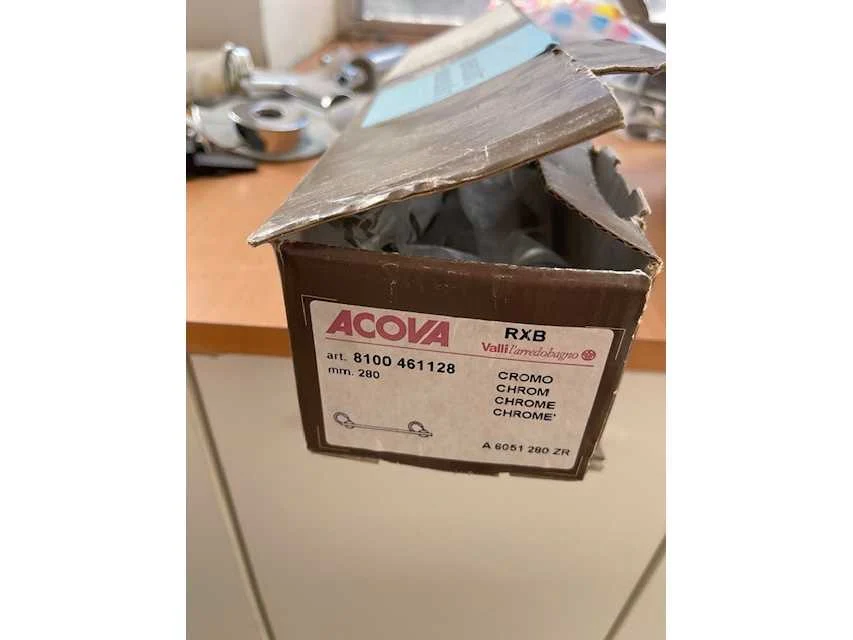 ACOVA
RXB
Valli l'arredobagno
art. 8100 461128
mm. 280
CROMO
CHROM
CHROME
CHROME'
A 6051 280 ZR